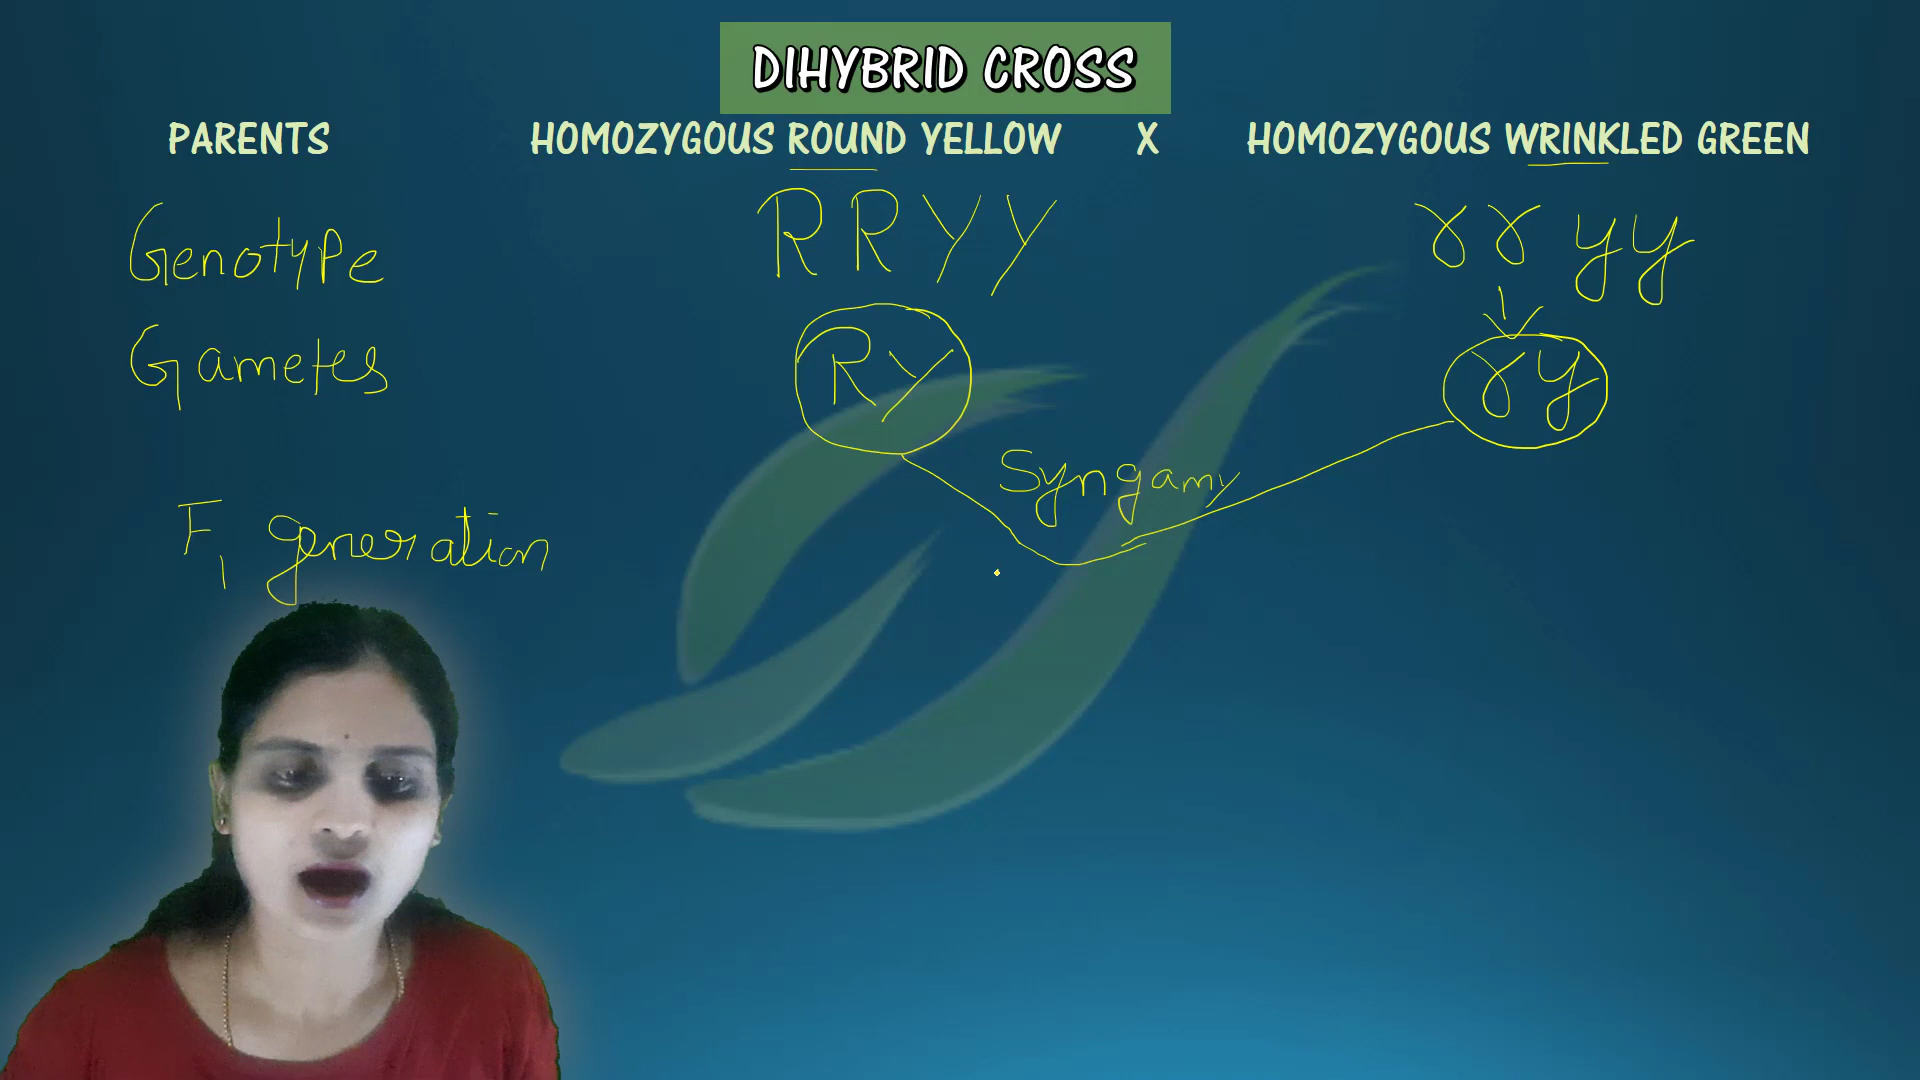 DIHYBRID CROSS
PARENTS HOMOZYGOUS ROUND YELLOW X HOMOZYGOUS WRINKLED GREEN
Genotype RRYY rryy
Gametes RY ry
Syngamy
F1 generation